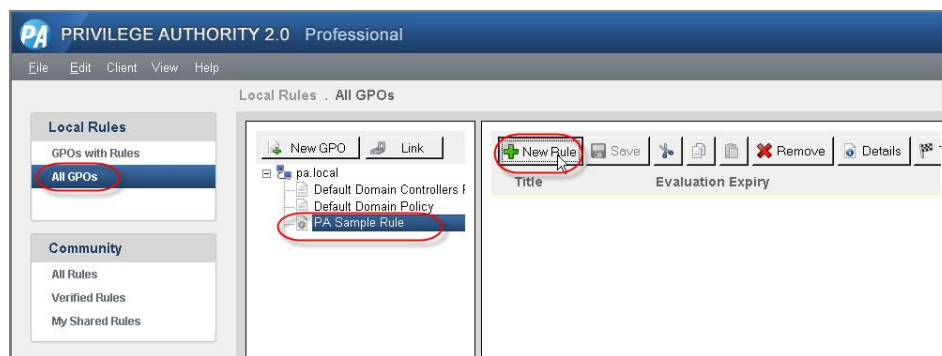 PA PRIVILEGE AUTHORITY 2.0 Professional
File Edit Client View Help
Local Rules . All GPOs
Local Rules
GPOs with Rules
All GPOs
Community
All Rules
Verified Rules
My Shared Rules
New GPO Link
pa.local
Default Domain Controllers
Default Domain Policy
PA Sample Rule
New Rule Save Remove Details
Title Evaluation Expiry